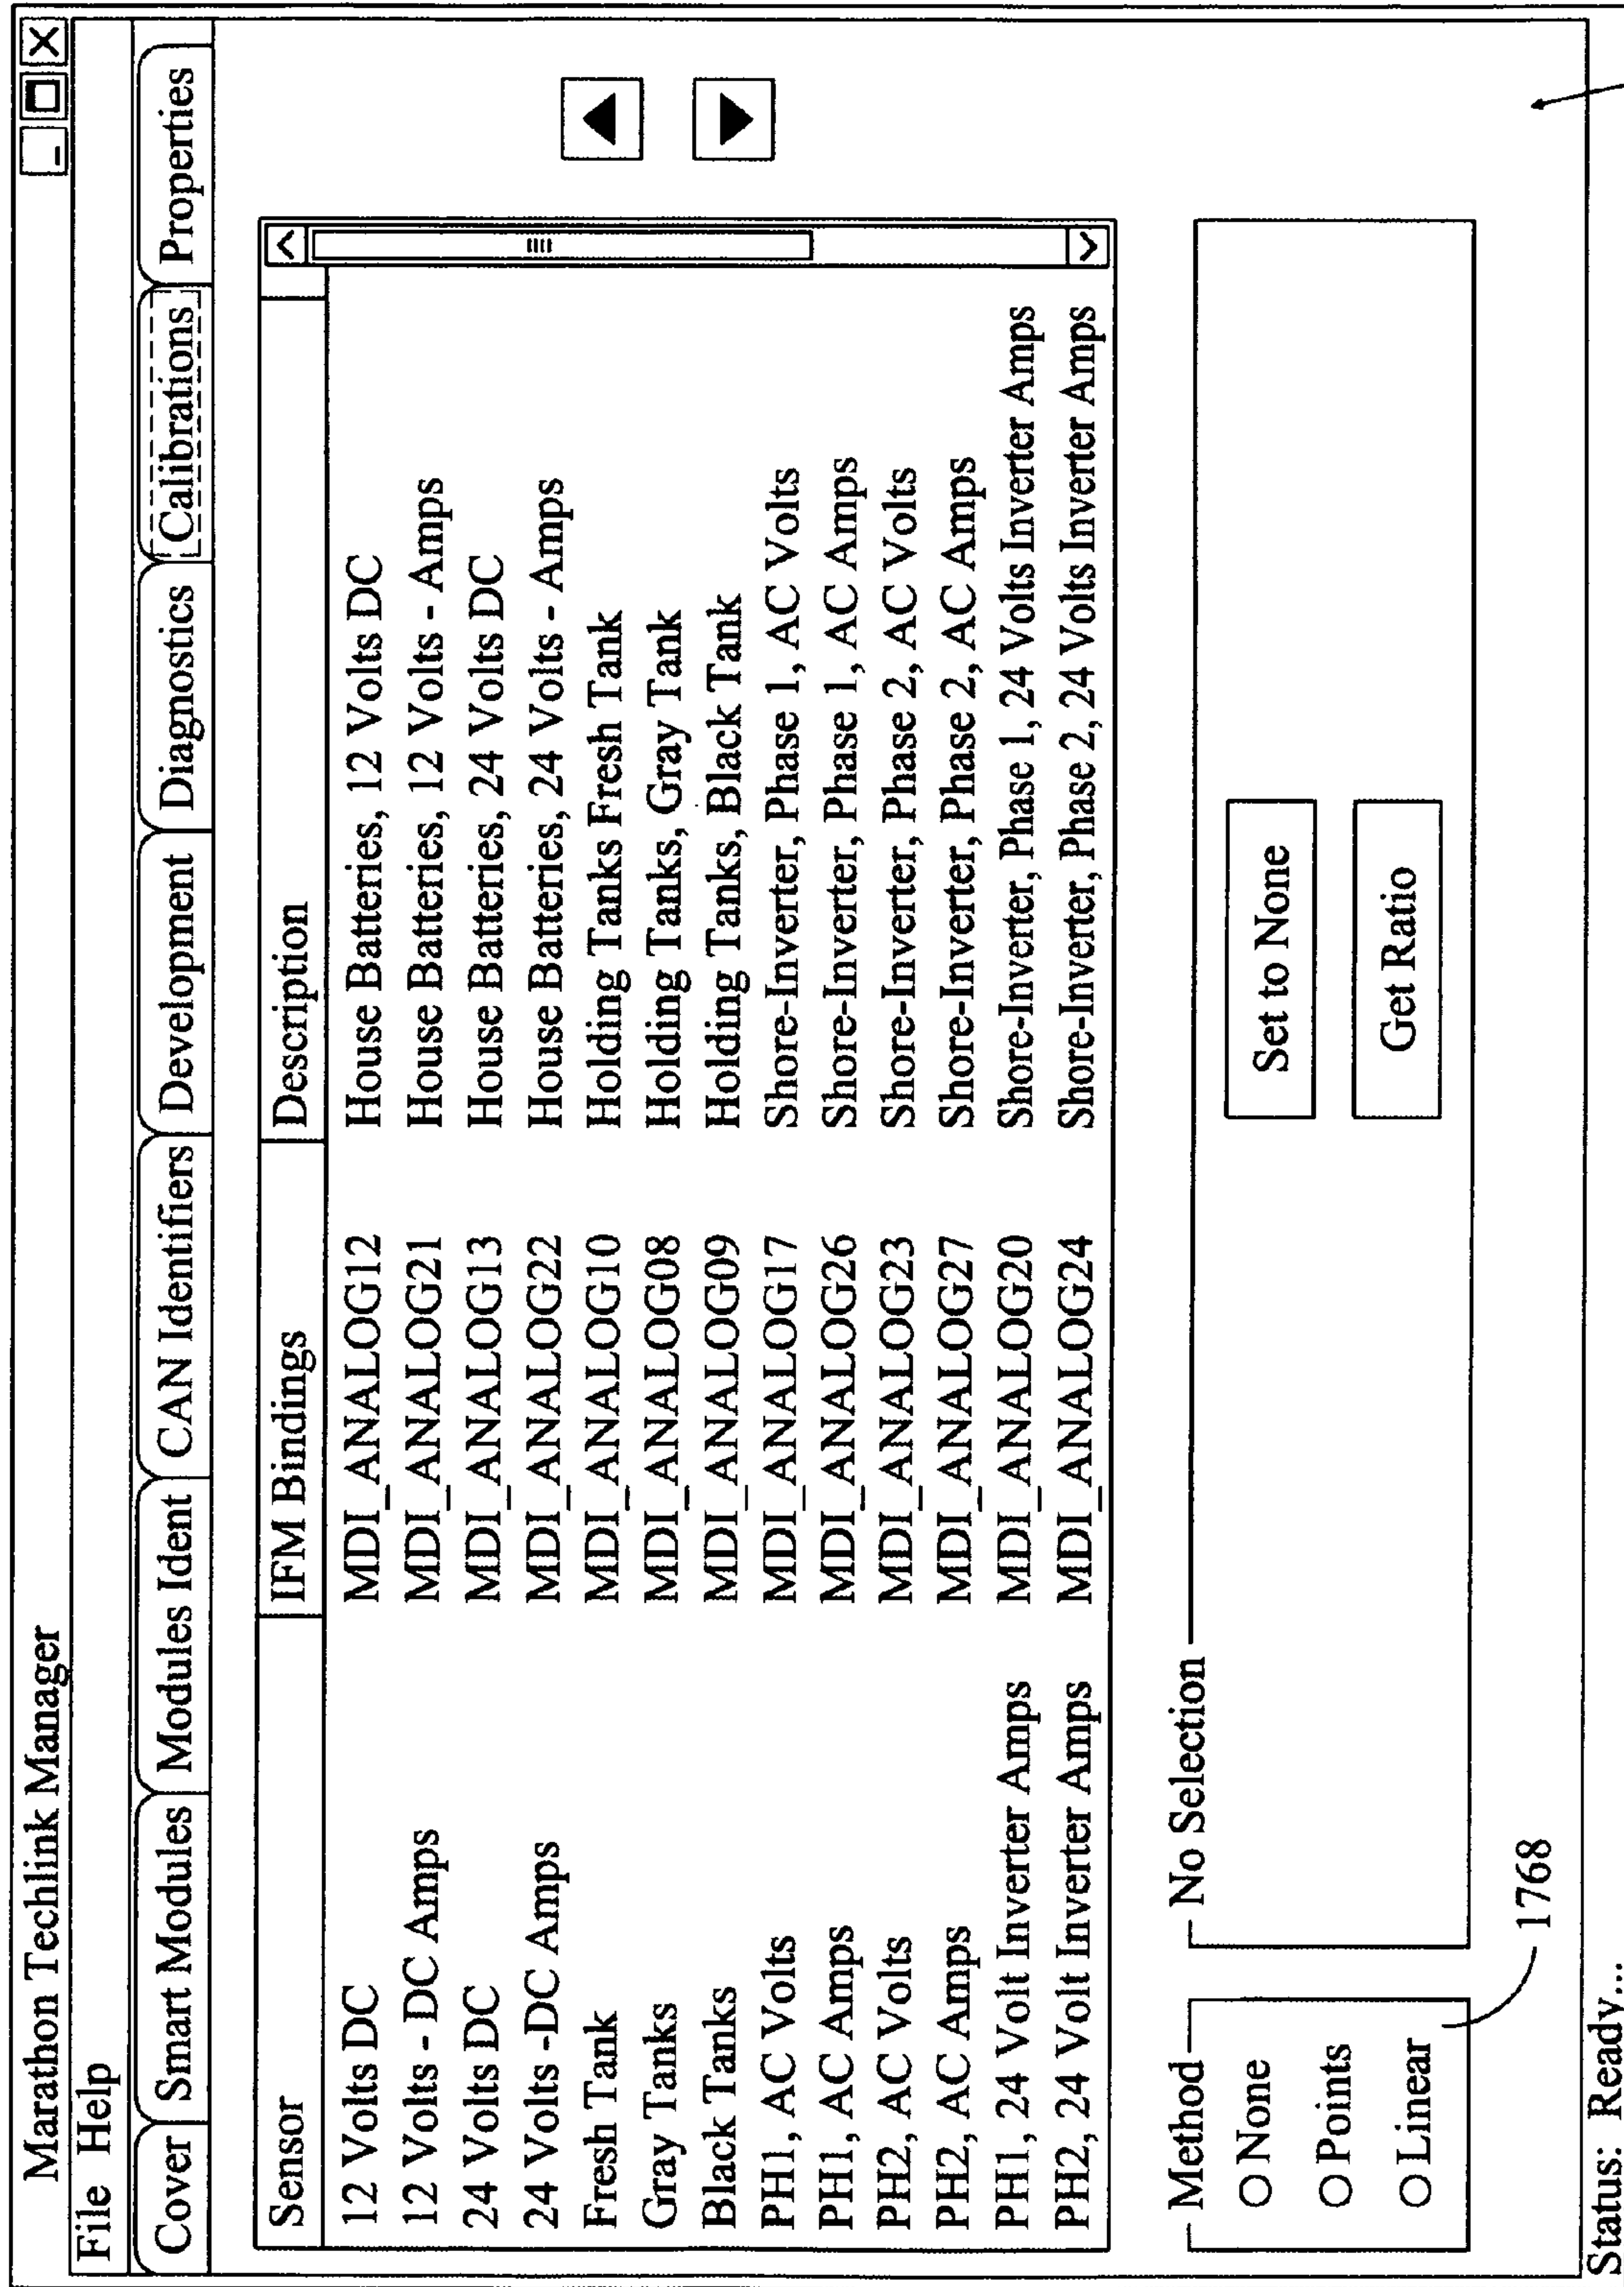 Marathon Techlink Manager
File Help
Cover Smart Modules Modules Ident CAN Identifiers Development Diagnostics Calibrations Properties
Sensor IFM Bindings Description
12 Volts DC MDI_ANALOG12 House Batteries, 12 Volts DC
12 Volts - DC Amps MDI_ANALOG21 House Batteries, 12 Volts - Amps
24 Volts DC MDI_ANALOG13 House Batteries, 24 Volts DC
24 Volts -DC Amps MDI_ANALOG22 House Batteries, 24 Volts - Amps
Fresh Tank MDI_ANALOG10 Holding Tanks Fresh Tank
Gray Tanks MDI_ANALOG08 Holding Tanks, Gray Tank
Black Tanks MDI_ANALOG09 Holding Tanks, Black Tank
PH1, AC Volts MDI_ANALOG17 Shore-Inverter, Phase 1, AC Volts
PH1, AC Amps MDI_ANALOG26 Shore-Inverter, Phase 1, AC Amps
PH2, AC Volts MDI_ANALOG23 Shore-Inverter, Phase 2, AC Volts
PH2, AC Amps MDI_ANALOG27 Shore-Inverter, Phase 2, AC Amps
PH1, 24 Volt Inverter Amps MDI_ANALOG20 Shore-Inverter, Phase 1, 24 Volts Inverter Amps
PH2, 24 Volt Inverter Amps MDI_ANALOG24 Shore-Inverter, Phase 2, 24 Volts Inverter Amps
Method No Selection
None
Set to None
Points
Get Ratio
Linear
1768
Status: Ready...